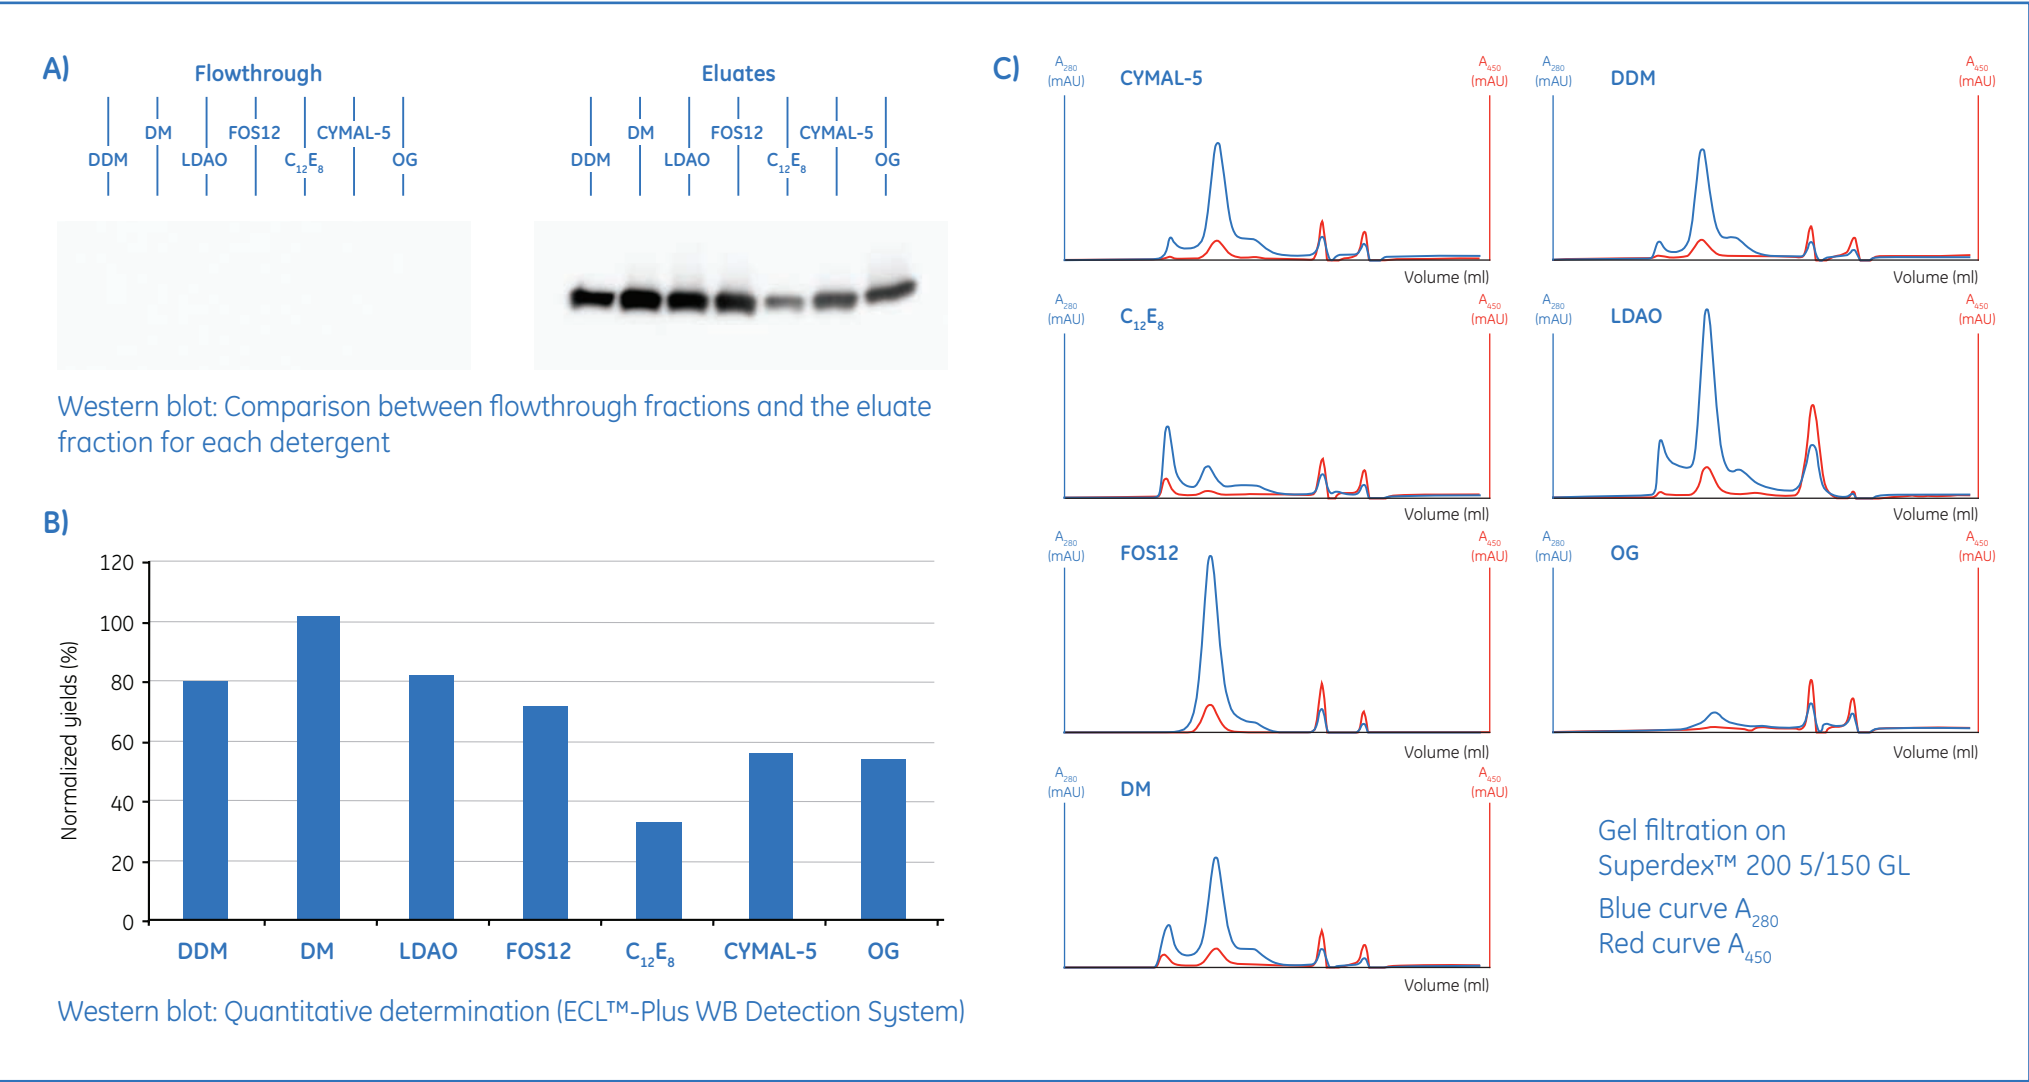 A)
Flowthrough
DM FOS12 CYMAL-5
DDM LDAO C₁₂E₈ OG
Eluates
DM FOS12 CYMAL-5
DDM LDAO C₁₂E₈ OG
Western blot: Comparison between flowthrough fractions and the eluate
fraction for each detergent
B)
Normalized yields (%)
120
100
80
60
40
20
0
DDM DM LDAO FOS12 C₁₂E₈ CYMAL-5 OG
Western blot: Quantitative determination (ECL™-Plus WB Detection System)
C)
A₂₈₀
(mAU)
CYMAL-5
A₄₅₀
(mAU)
Volume (ml)
A₂₈₀
(mAU)
DDM
A₄₅₀
(mAU)
Volume (ml)
A₂₈₀
(mAU)
C₁₂E₈
A₄₅₀
(mAU)
Volume (ml)
A₂₈₀
(mAU)
LDAO
A₄₅₀
(mAU)
Volume (ml)
A₂₈₀
(mAU)
FOS12
A₄₅₀
(mAU)
Volume (ml)
A₂₈₀
(mAU)
OG
A₄₅₀
(mAU)
Volume (ml)
A₂₈₀
(mAU)
DM
A₄₅₀
(mAU)
Volume (ml)
Gel filtration on
Superdex™ 200 5/150 GL
Blue curve A₂₈₀
Red curve A₄₅₀